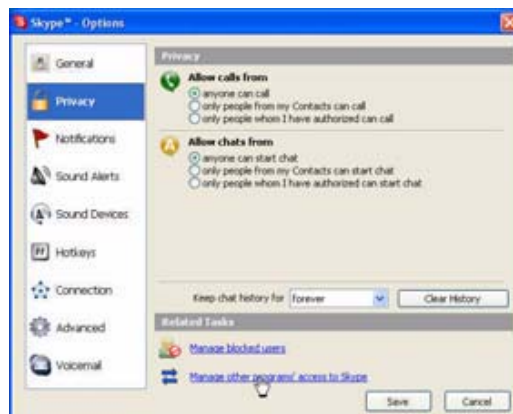 Skype™ - Options
General
Privacy
Notifications
Sound Alerts
Sound Devices
Hotkeys
Connection
Advanced
Voicemail
Privacy
Allow calls from
anyone can call
only people from my Contacts can call
only people whom I have authorized can call
Allow chats from
anyone can start chat
only people from my Contacts can start chat
only people whom I have authorized can start chat
Keep chat history for forever Clear History
Related Tasks
Manage blocked users
Manage other programs' access to Skype
Save Cancel